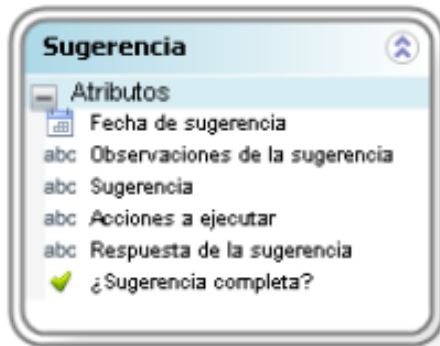 Sugerencia
Atributos
Fecha de sugerencia
abc Observaciones de la sugerencia
abc Sugerencia
abc Acciones a ejecutar
abc Respuesta de la sugerencia
¿Sugerencia completa?